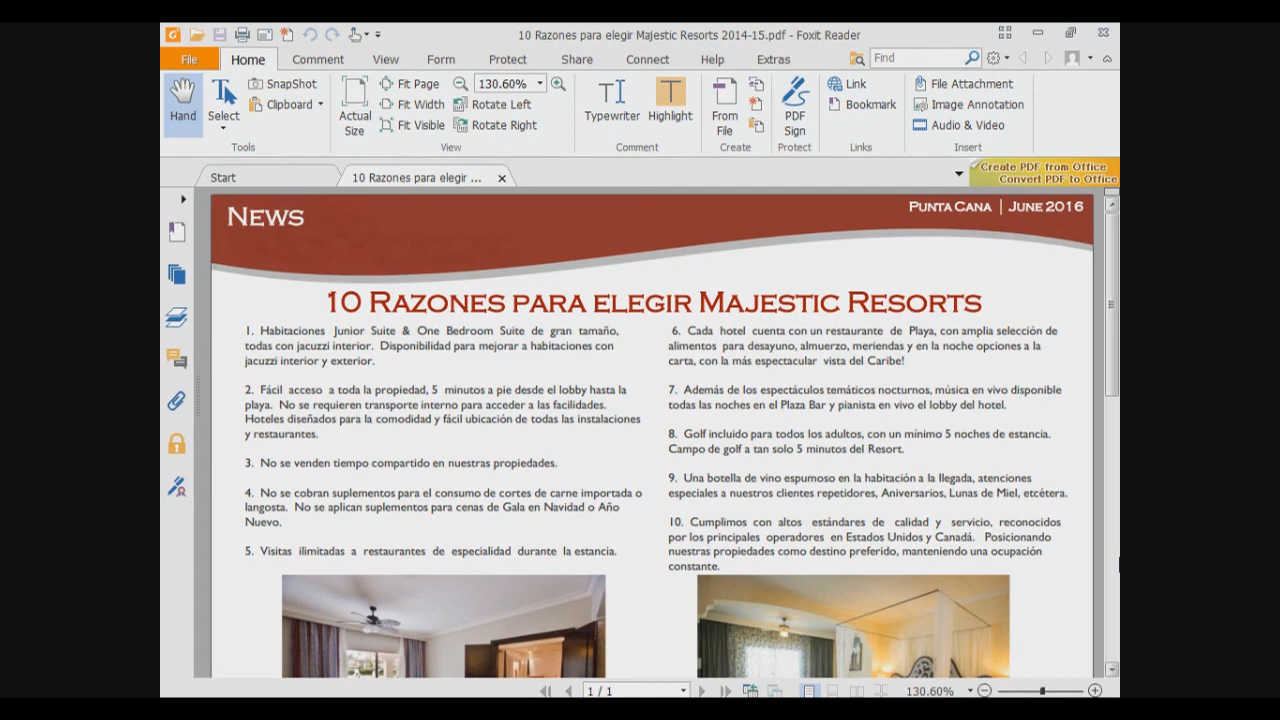 10 Razones para elegir Majestic Resorts 2014-15.pdf - Foxit Reader
File Home Comment View Form Protect Share Connect Help Extras Find
Hand
Select
SnapShot
Clipboard
Tools
Actual Size
Fit Page
Fit Width
Fit Visible
130.60%
Rotate Left
Rotate Right
View
Typewriter
Highlight
Comment
From File
Create
PDF Sign
Protect
Link
Bookmark
Links
File Attachment
Image Annotation
Audio & Video
Insert
Start
10 Razones para elegir ...
Create PDF from Office
Convert PDF to Office
NEWS
PUNTA CANA | JUNE 2016
10 RAZONES PARA ELEGIR MAJESTIC RESORTS
1. Habitaciones Junior Suite & One Bedroom Suite de gran tamaño,
todas con jacuzzi interior. Disponibilidad para mejorar a habitaciones con
jacuzzi interior y exterior.
2. Fácil acceso a toda la propiedad, 5 minutos a pie desde el lobby hasta la
playa. No se requieren transporte interno para acceder a las facilidades.
Hoteles diseñados para la comodidad y fácil ubicación de todas las instalaciones
y restaurantes.
3. No se venden tiempo compartido en nuestras propiedades.
4. No se cobran suplementos para el consumo de cortes de carne importada o
langosta. No se aplican suplementos para cenas de Gala en Navidad o Año
Nuevo.
5. Visitas ilimitadas a restaurantes de especialidad durante la estancia.
6. Cada hotel cuenta con un restaurante de Playa, con amplia selección de
alimentos para desayuno, almuerzo, meriendas y en la noche opciones a la
carta, con la más espectacular vista del Caribe!
7. Además de los espectáculos temáticos nocturnos, música en vivo disponible
todas las noches en el Plaza Bar y pianista en vivo el lobby del hotel.
8. Golf incluido para todos los adultos, con un mínimo 5 noches de estancia.
Campo de golf a tan solo 5 minutos del Resort.
9. Una botella de vino espumoso en la habitación a la llegada, atenciones
especiales a nuestros clientes repetidores, Aniversarios, Lunas de Miel, etcétera.
10. Cumplimos con altos estándares de calidad y servicio, reconocidos
por los principales operadores en Estados Unidos y Canadá. Posicionando
nuestras propiedades como destino preferido, manteniendo una ocupación
constante.
1 / 1
130.60%